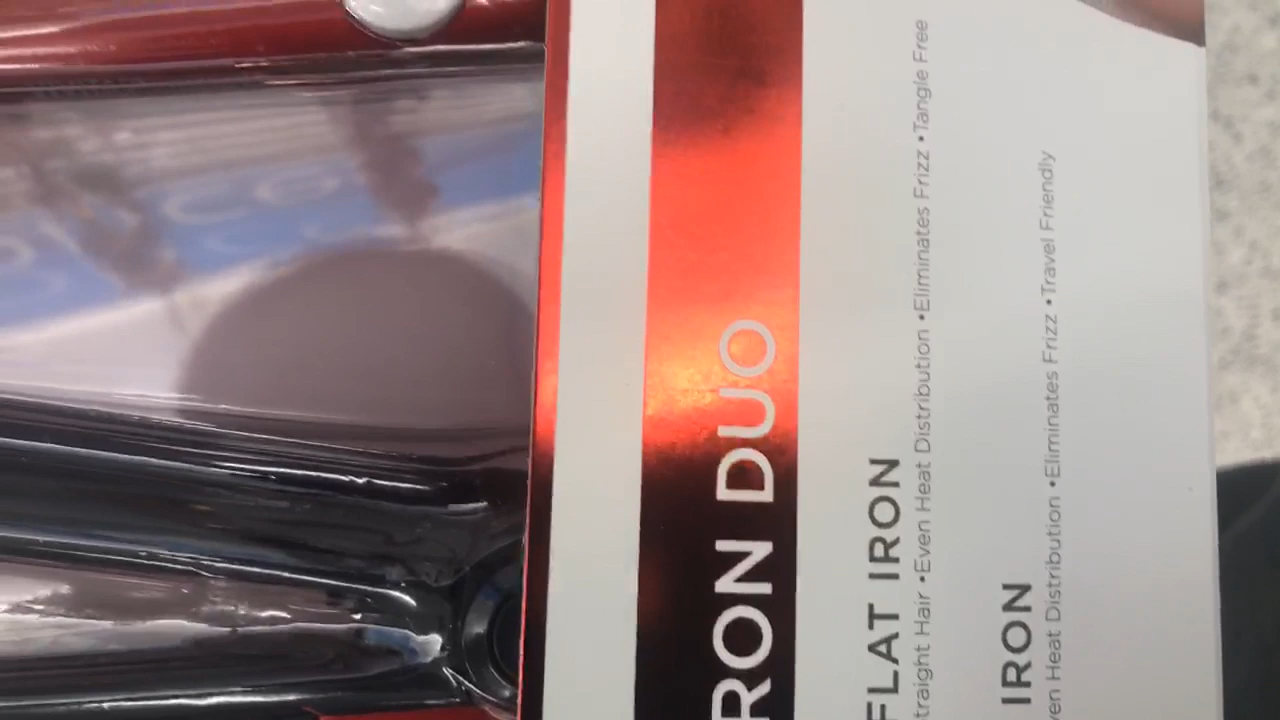 RON DUO
FLAT IRON
traight Hair •Even Heat Distribution •Eliminates Frizz •Tangle Free
IRON
ven Heat Distribution •Eliminates Frizz •Travel Friendly